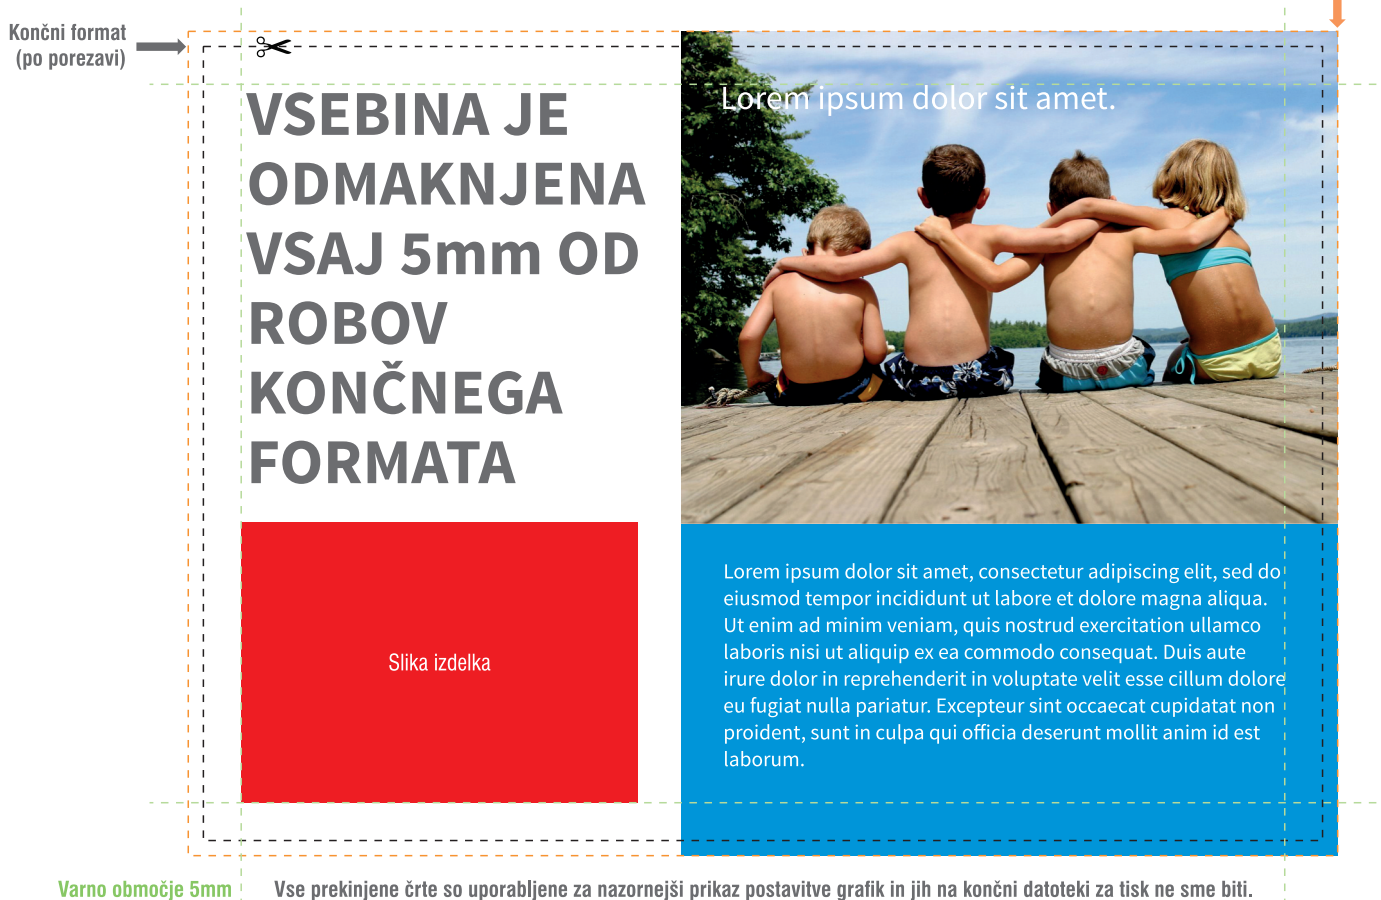 Končni format
(po porezavi)
VSEBINA JE
ODMAKNJENA
VSAJ 5mm OD
ROBOV
KONČNEGA
FORMATA
Slika izdelka
Lorem ipsum dolor sit amet.
Lorem ipsum dolor sit amet, consectetur adipiscing elit, sed do
eiusmod tempor incididunt ut labore et dolore magna aliqua.
Ut enim ad minim veniam, quis nostrud exercitation ullamco
laboris nisi ut aliquip ex ea commodo consequat. Duis aute
irure dolor in reprehenderit in voluptate velit esse cillum dolore
eu fugiat nulla pariatur. Excepteur sint occaecat cupidatat non
proident, sunt in culpa qui officia deserunt mollit anim id est
laborum.
Varno območje 5mm
Vse prekinjene črte so uporabljene za nazornejši prikaz postavitve grafik in jih na končni datoteki za tisk ne sme biti.